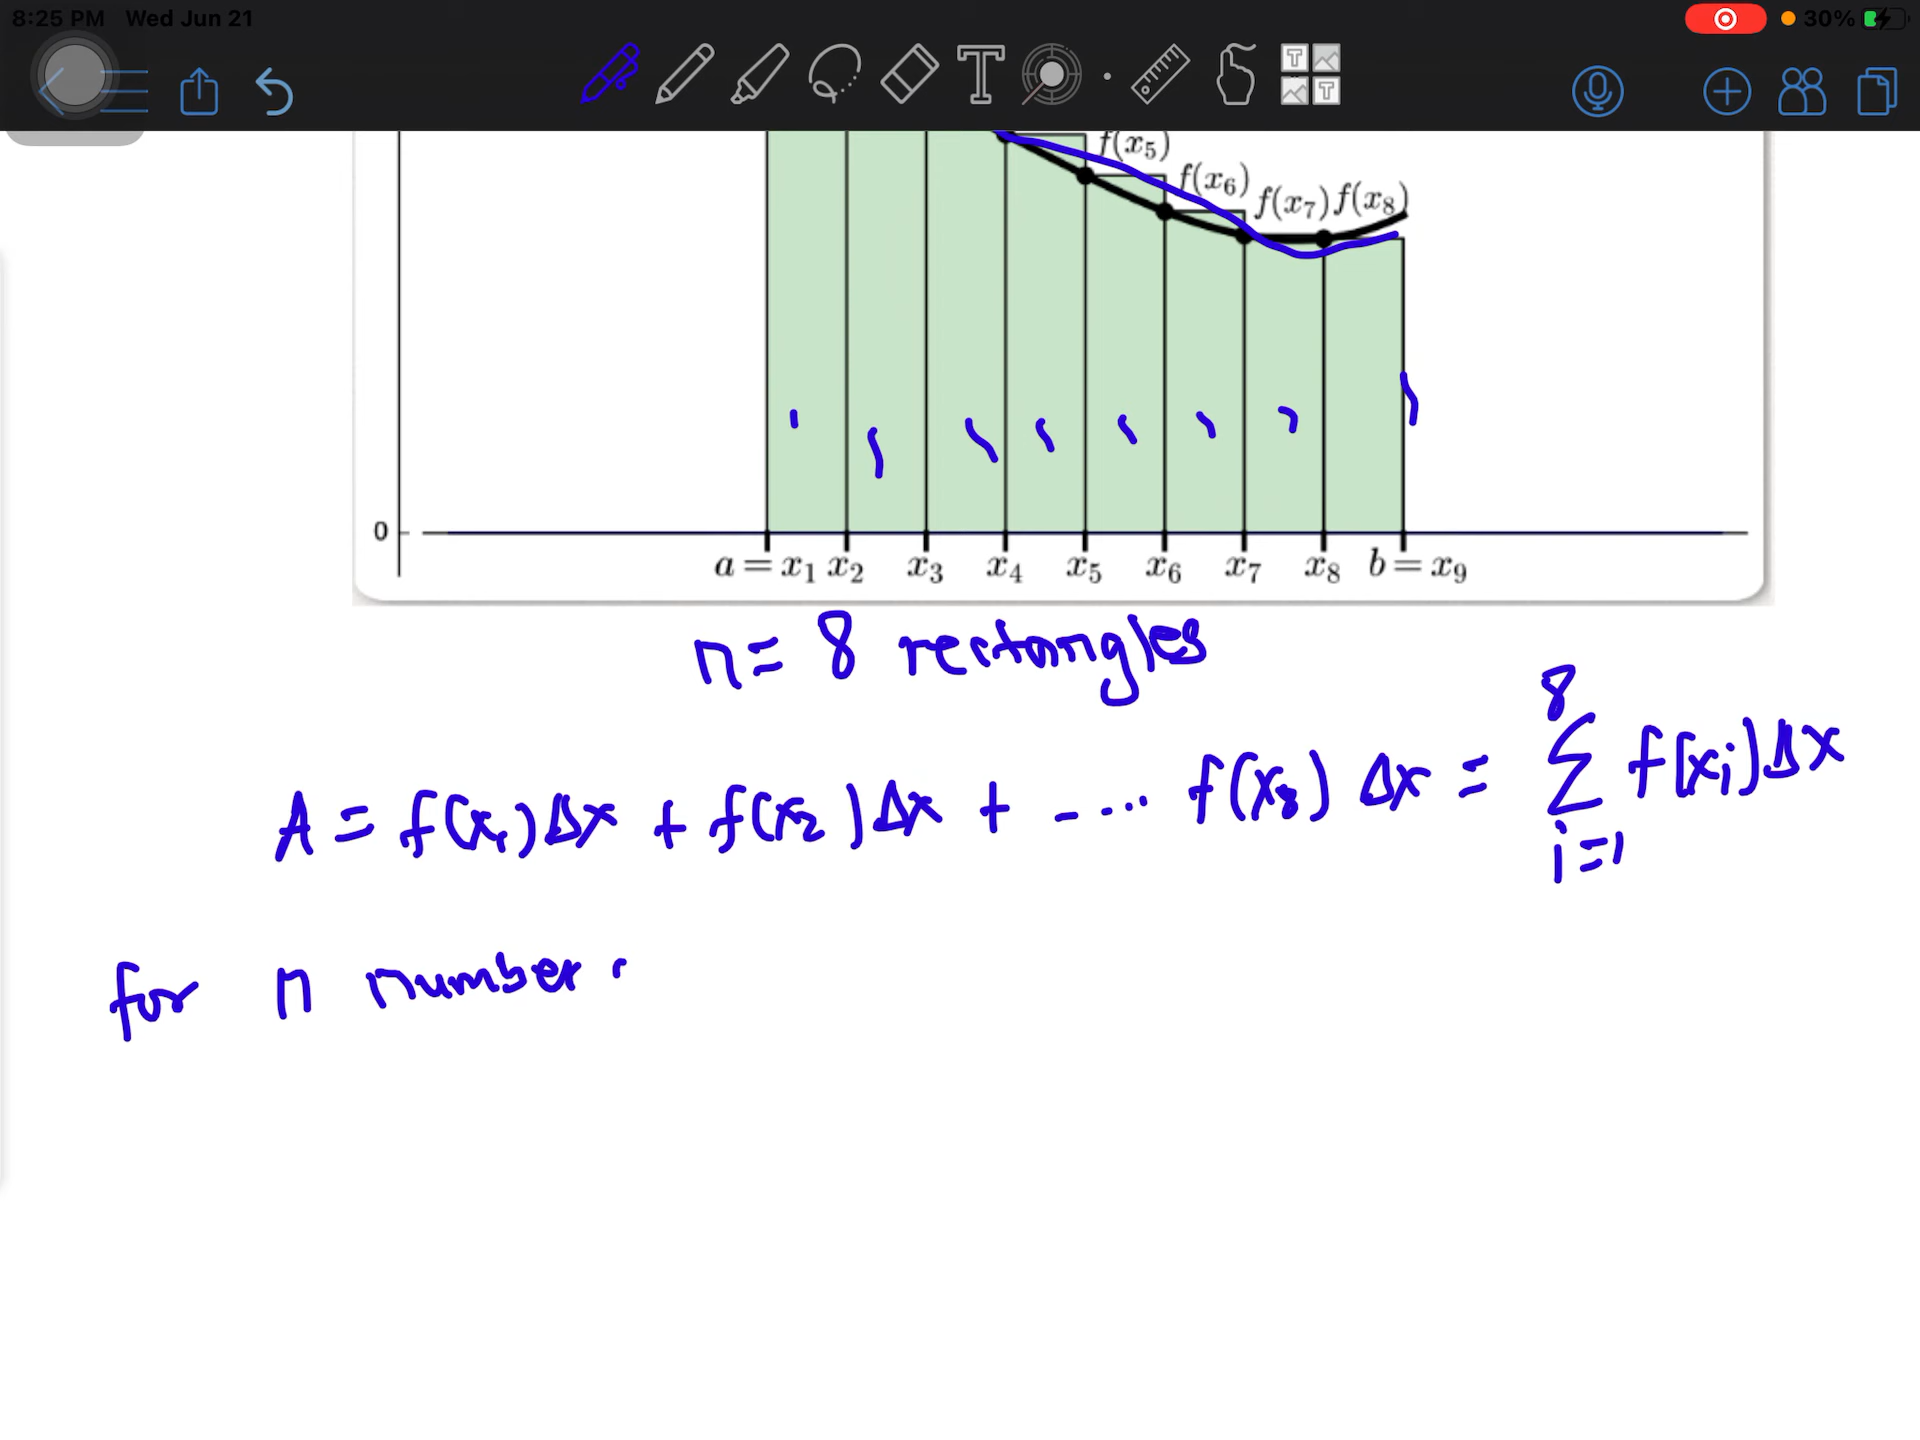 8:25 PM Wed Jun 21 30%
f(x₅)
f(x₆)
f(x₇) f(x₈)
0
a = x₁ x₂ x₃ x₄ x₅ x₆ x₇ x₈ b = x₉
n = 8 rectangles
A = f(x₁)Δx + f(x₂)Δx + - ... f(x₈) Δx = 8 ∑ i=1 f(xᵢ)Δx
for n number